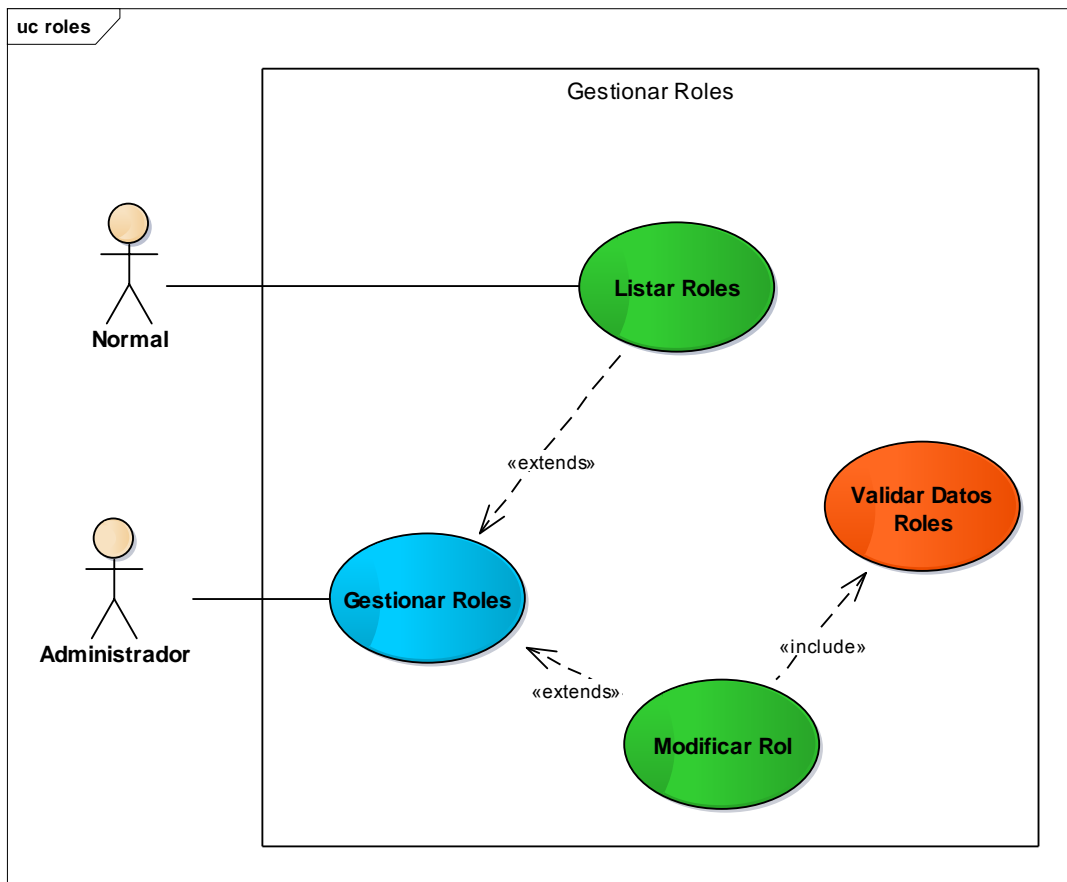 uc roles
Gestionar Roles
Listar Roles
Normal
«extends»
Validar Datos
Roles
Gestionar Roles
Administrador
«include»
«extends»
Modificar Rol